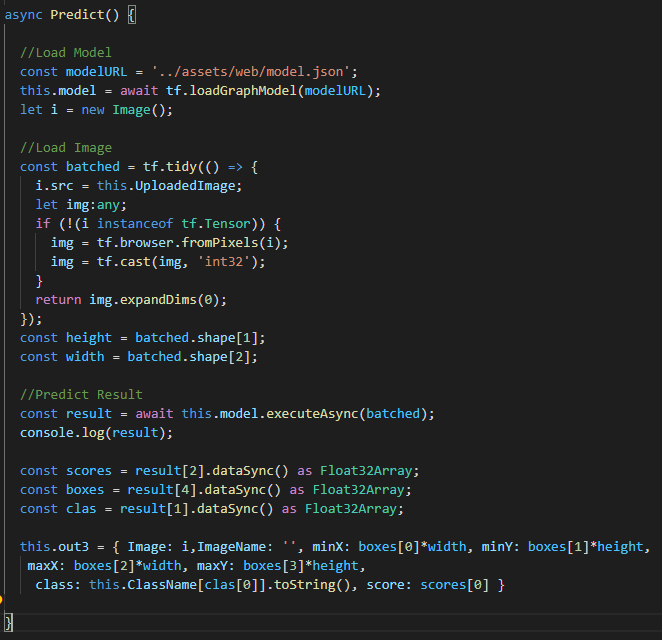 async Predict() {
//Load Model
const modelURL = '../assets/web/model.json';
this.model = await tf.loadGraphModel(modelURL);
let i = new Image();
//Load Image
const batched = tf.tidy(() => {
i.src = this.UploadedImage;
let img:any;
if (!(i instanceof tf.Tensor)) {
img = tf.browser.fromPixels(i);
img = tf.cast(img, 'int32');
}
return img.expandDims(0);
});
const height = batched.shape[1];
const width = batched.shape[2];
//Predict Result
const result = await this.model.executeAsync(batched);
console.log(result);
const scores = result[2].dataSync() as Float32Array;
const boxes = result[4].dataSync() as Float32Array;
const clas = result[1].dataSync() as Float32Array;
this.out3 = { Image: i,ImageName: '', minX: boxes[0]*width, minY: boxes[1]*height,
maxX: boxes[2]*width, maxY: boxes[3]*height,
class: this.ClassName[clas[0]].toString(), score: scores[0] }
}